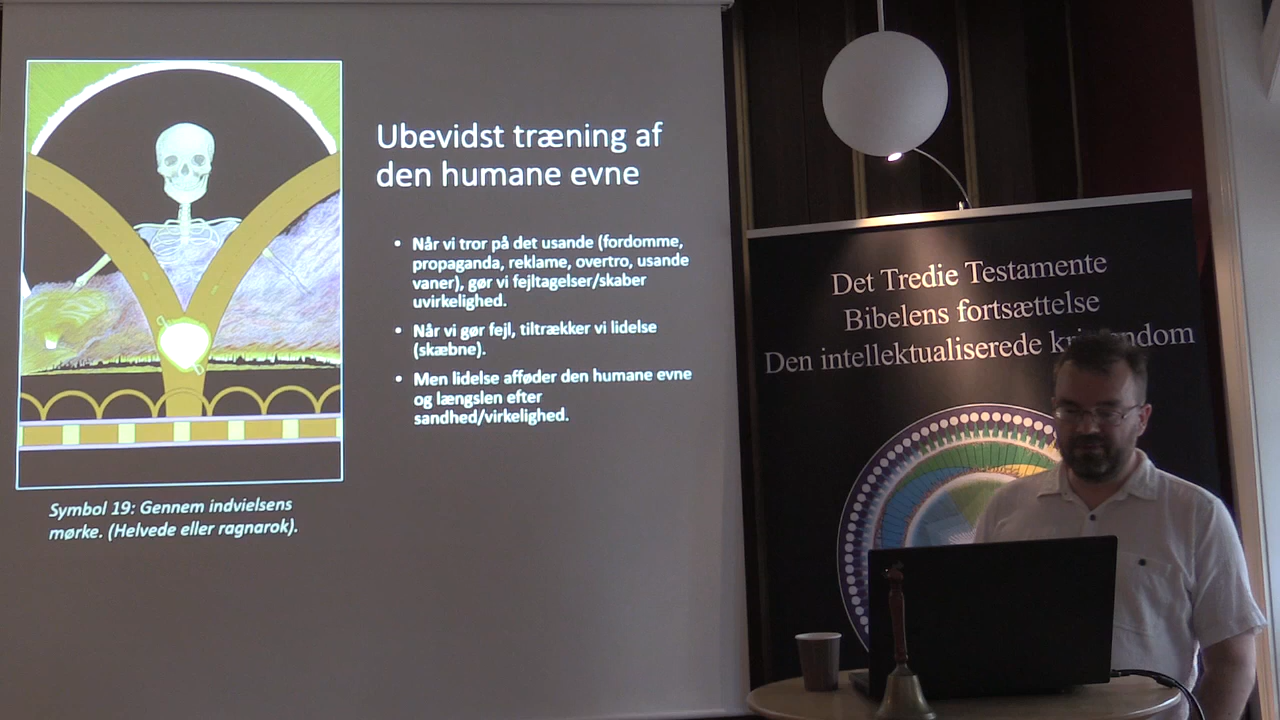 Ubevidst træning af
den humane evne
• Når vi tror på det usande (fordomme,
propaganda, reklame, overtro, usande
vaner), gør vi fejltagelser/skaber
uvirkelighed.
• Når vi gør fejl, tiltrækker vi lidelse
(skæbne).
• Men lidelse afføder den humane evne
og længslen efter
sandhed/virkelighed.
Symbol 19: Gennem indvielsens
mørke. (Helvede eller ragnarok).
Det Tredie Testamente
Bibelens fortsættelse
Den intellektualiserede